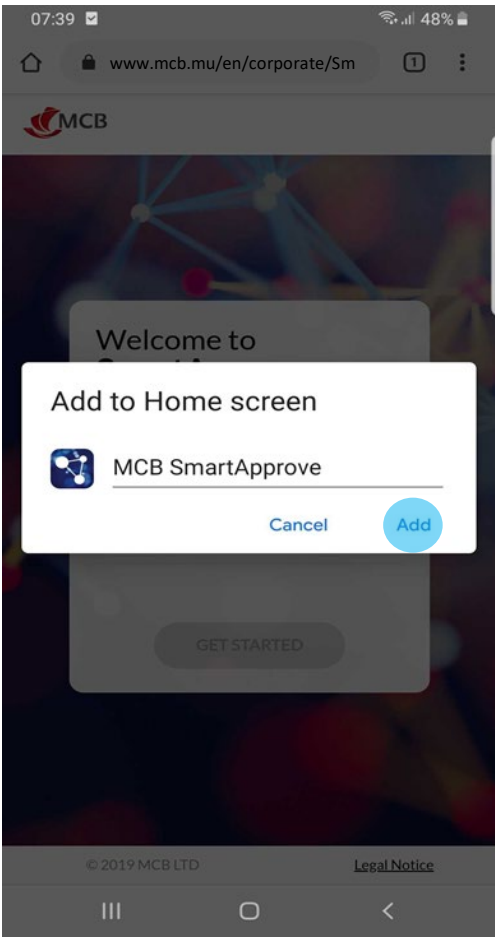 07:39 48%
www.mcb.mu/en/corporate/Sm 1
MCB
Welcome to
Add to Home screen
MCB SmartApprove
Cancel Add
GET STARTED
© 2019 MCB LTD Legal Notice